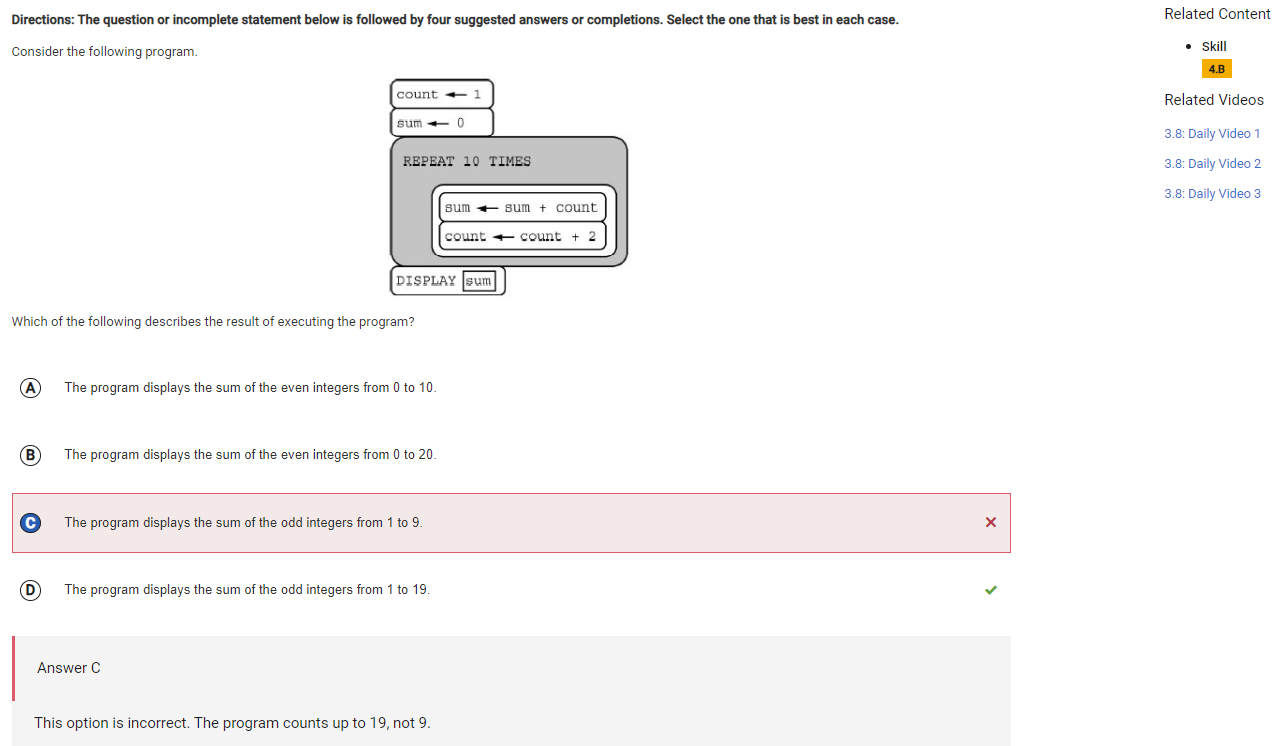 Directions: The question or incomplete statement below is followed by four suggested answers or completions. Select the one that is best in each case.
Consider the following program.
count ← 1
sum ← 0
REPEAT 10 TIMES
sum ← sum + count
count ← count + 2
DISPLAY sum
Which of the following describes the result of executing the program?
A The program displays the sum of the even integers from 0 to 10.
B The program displays the sum of the even integers from 0 to 20.
C The program displays the sum of the odd integers from 1 to 9.
D The program displays the sum of the odd integers from 1 to 19.
Answer C
This option is incorrect. The program counts up to 19, not 9.
Related Content
Skill
4.B
Related Videos
3.8: Daily Video 1
3.8: Daily Video 2
3.8: Daily Video 3